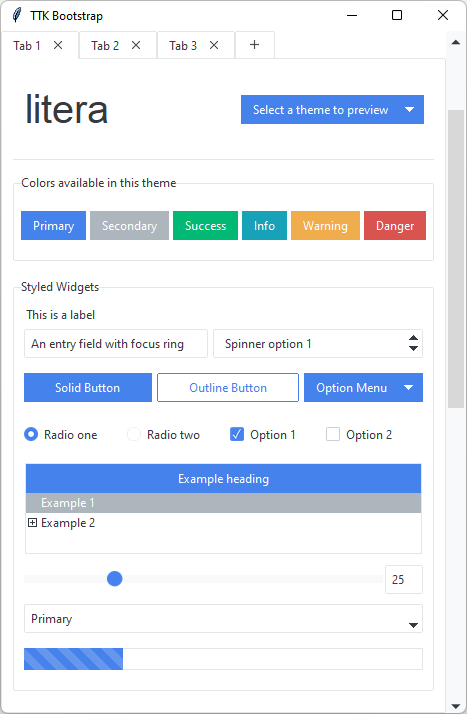 TTK Bootstrap
Tab 1 Tab 2 Tab 3
litera
Select a theme to preview
Colors available in this theme
Primary Secondary Success Info Warning Danger
Styled Widgets
This is a label
An entry field with focus ring Spinner option 1
Solid Button Outline Button Option Menu
Radio one Radio two Option 1 Option 2
Example heading
Example 1
Example 2
25
Primary